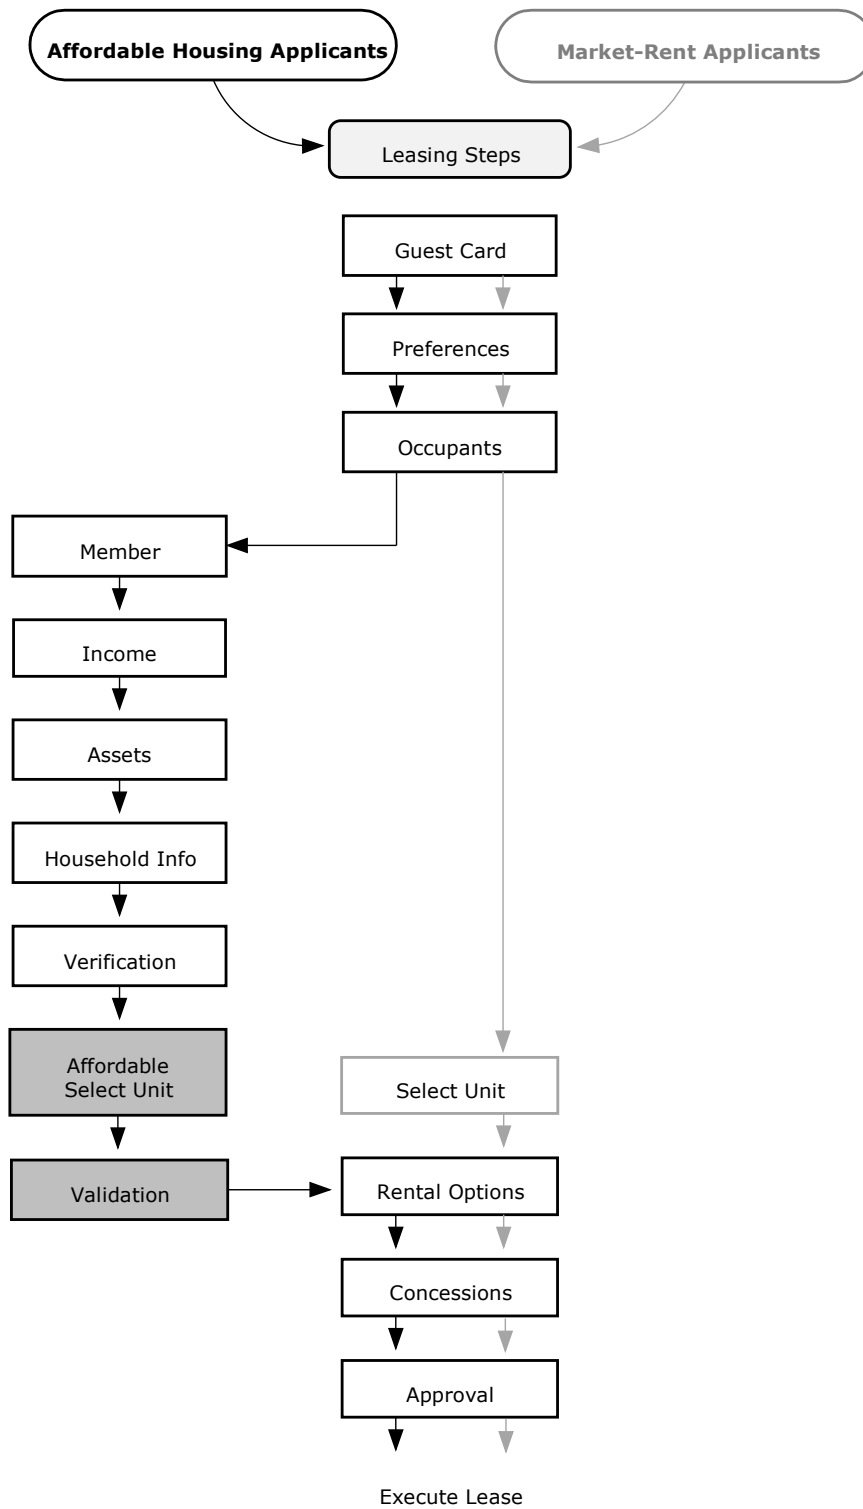 Affordable Housing Applicants
Market-Rent Applicants
Leasing Steps
Guest Card
Preferences
Occupants
Member
Income
Assets
Household Info
Verification
Affordable
Select Unit
Select Unit
Validation
Rental Options
Concessions
Approval
Execute Lease